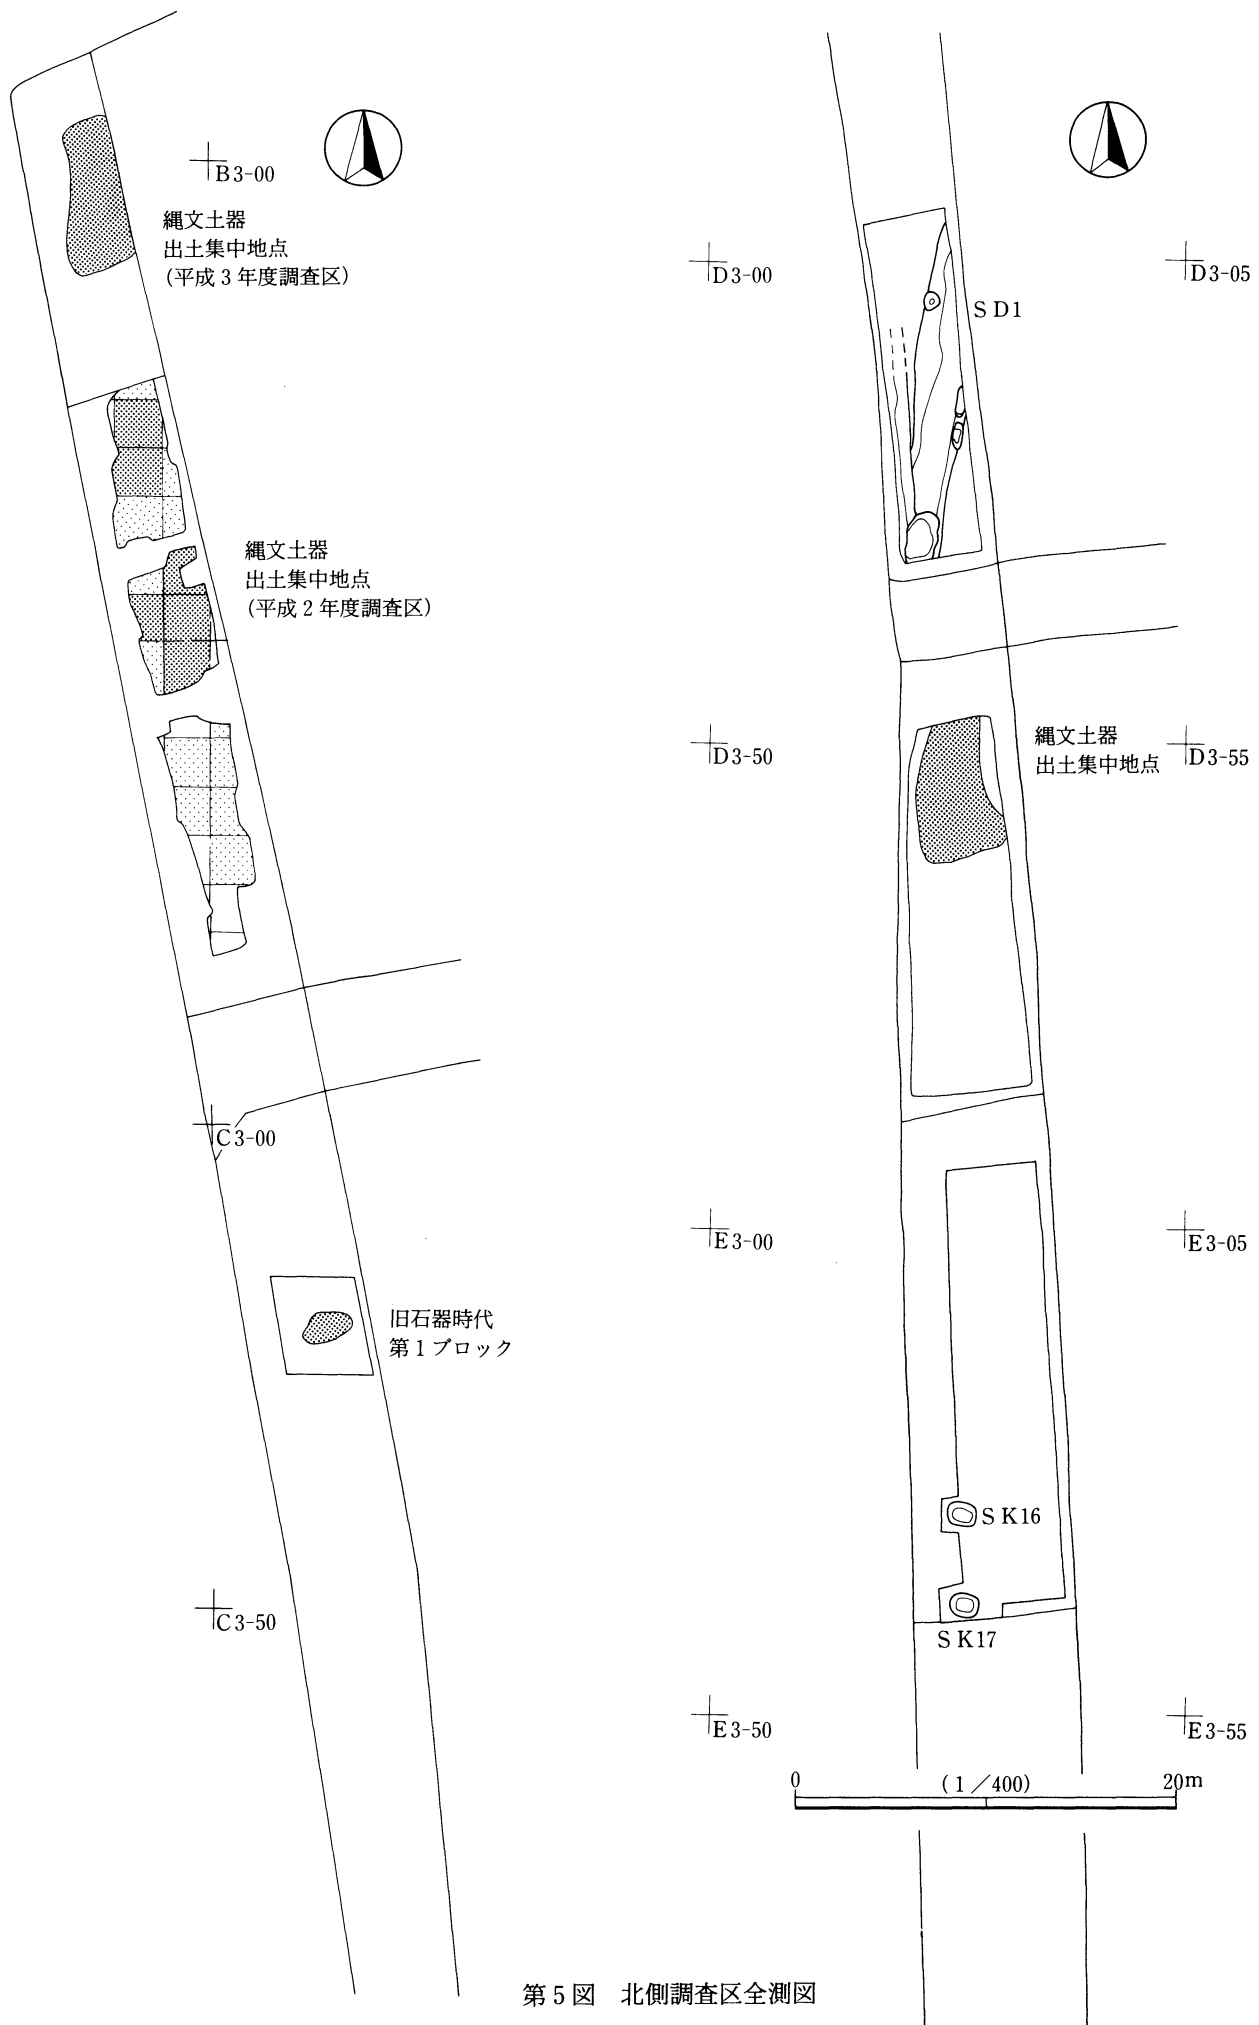 B3-00
縄文土器
出土集中地点
(平成3年度調査区)
縄文土器
出土集中地点
(平成2年度調査区)
C3-00
旧石器時代
第1ブロック
C3-50
D3-00
D3-05
SD1
D3-50
縄文土器
出土集中地点
D3-55
E3-00
E3-05
SK16
SK17
E3-50
E3-55
0 (1/400) 20m
第5図 北側調査区全測図